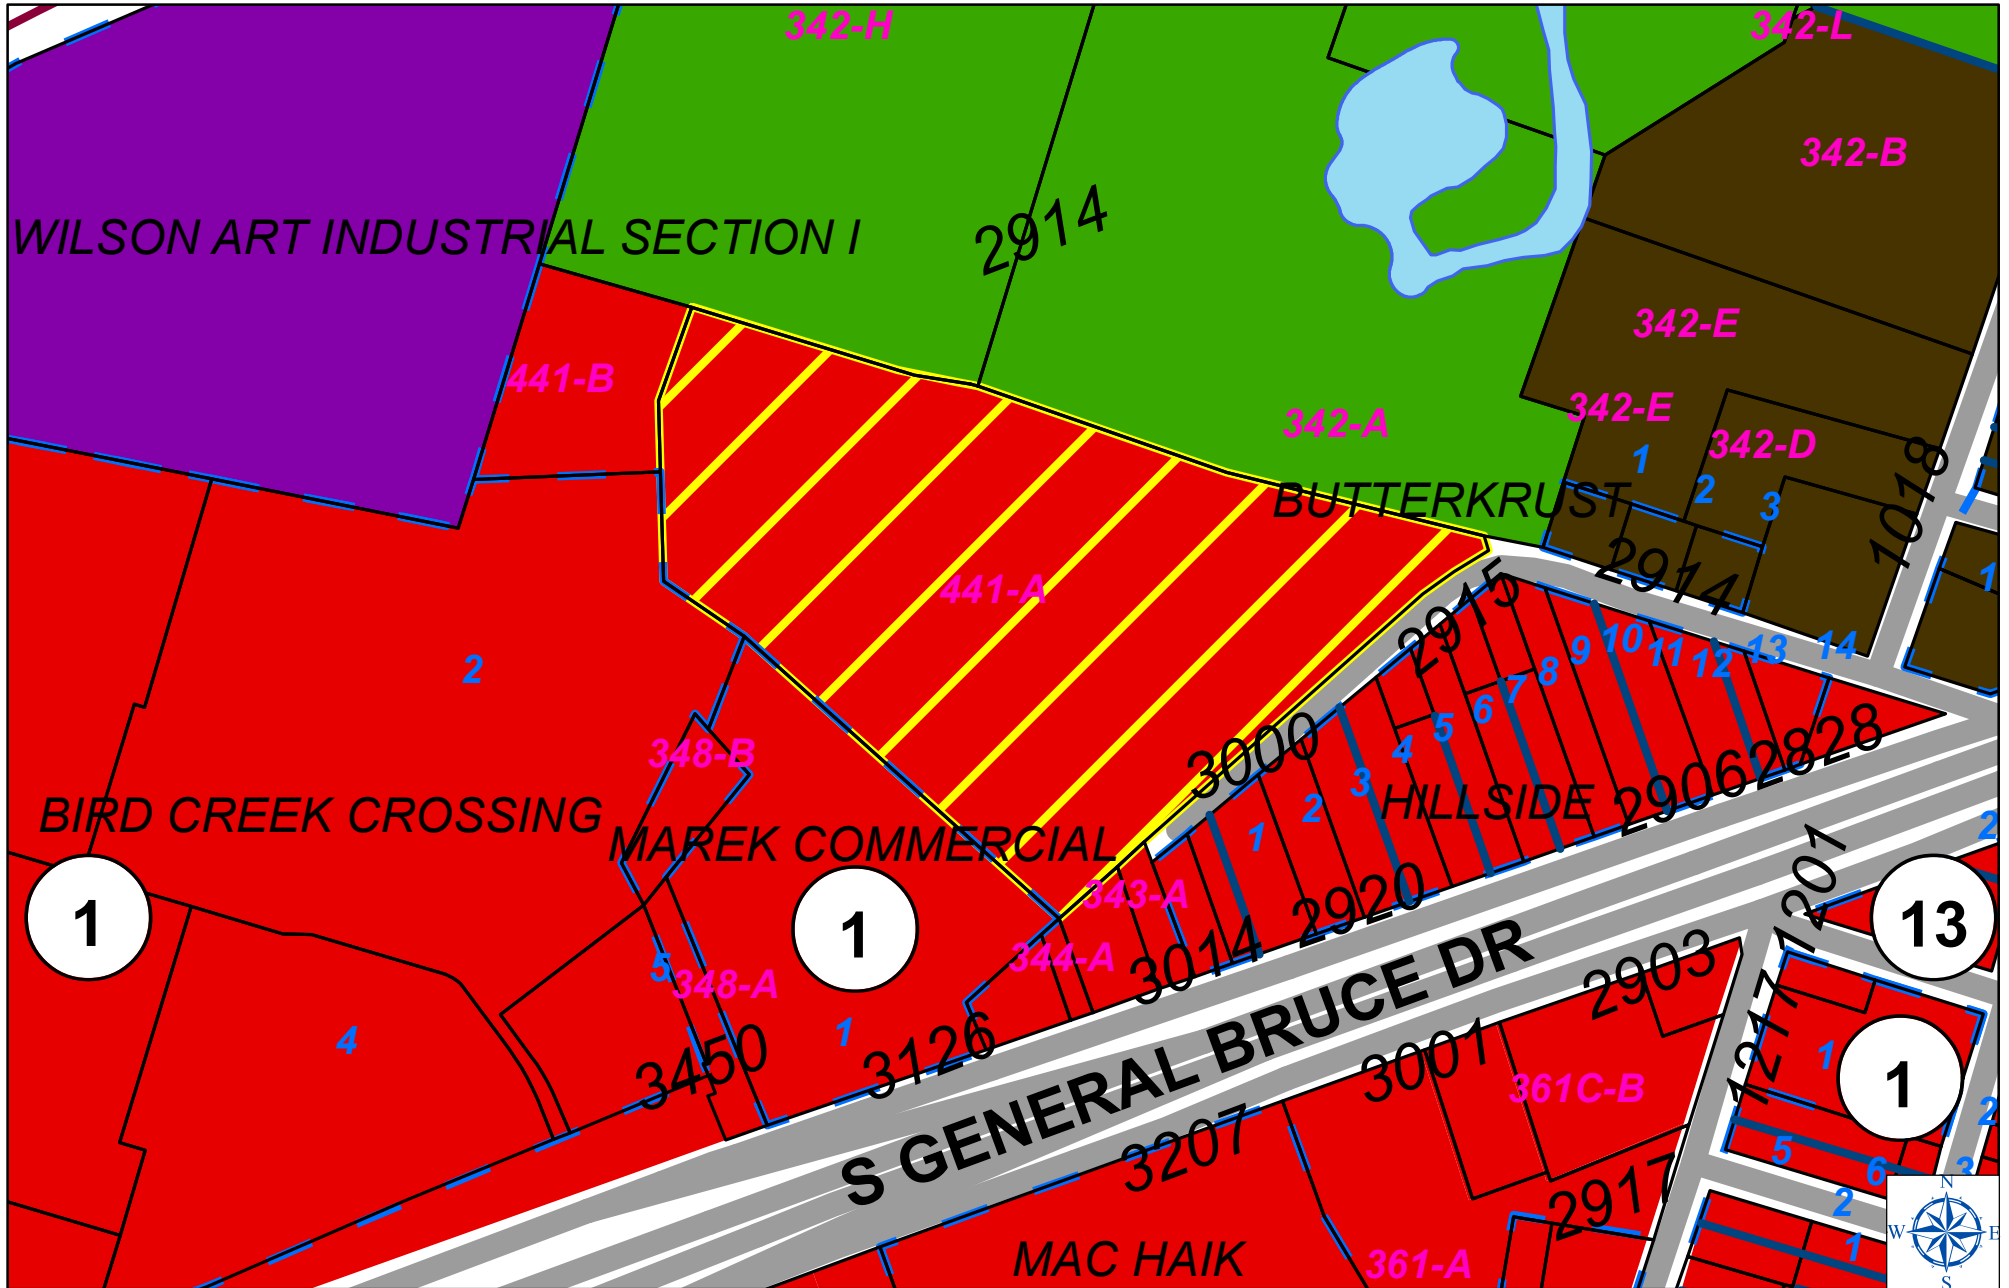 342-H
342-L
342-B
WILSON ART INDUSTRIAL SECTION I
2914
342-E
441-B
342-E
342-A
342-D
1
2
3
BUTTERKRUST
1018
2914
441-A
1
2915
2
348-B
3000
1
2
3
4
5
6
7
8
9
10
11
12
13
14
HILLSIDE
2906
2828
BIRD CREEK CROSSING
MAREK COMMERCIAL
2
1201
1
1
13
343-A
2920
344-A
3014
5
348-A
S GENERAL BRUCE DR
2903
1217
4
3450
1
3126
3001
361C-B
1
1
2
3207
5
6
3
2917
2
1
MAC HAIK
361-A
N
W
E
S